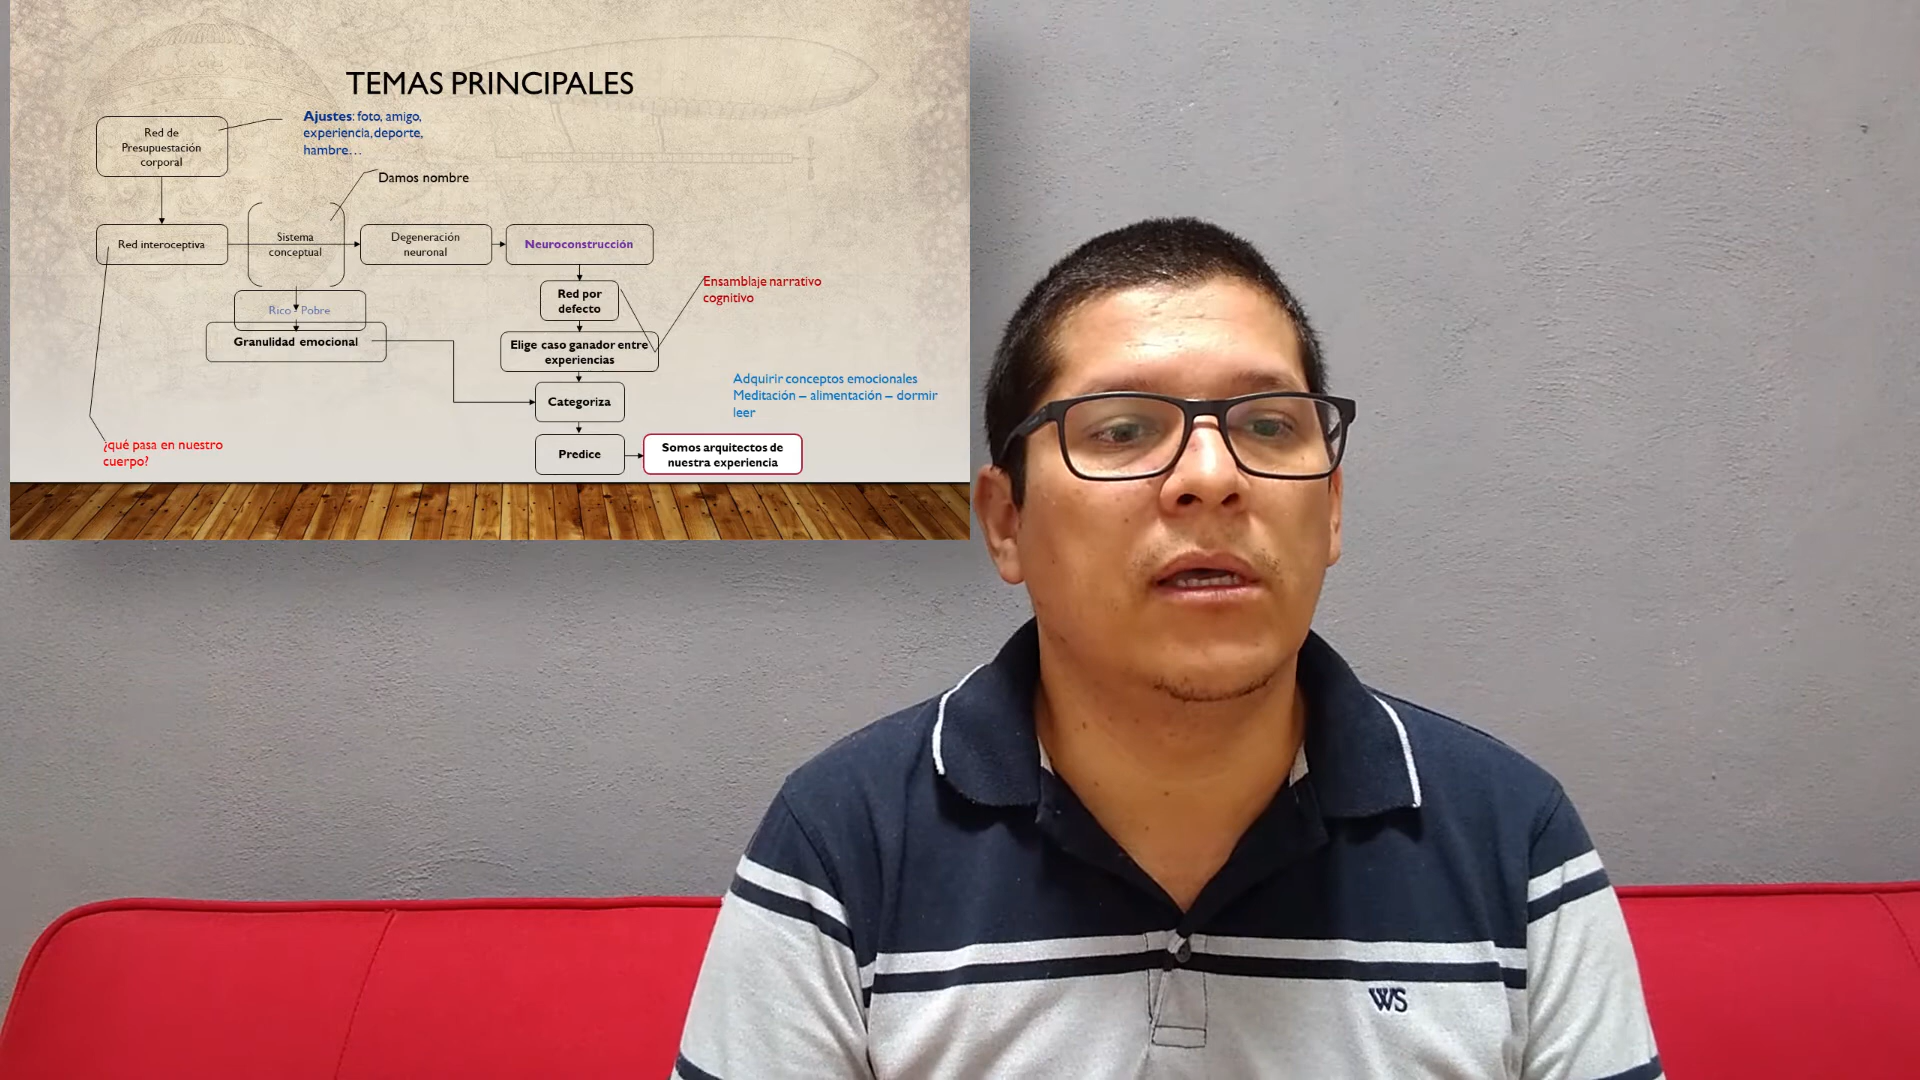 TEMAS PRINCIPALES
Red de
Presupuestación
corporal
Ajustes: foto, amigo,
experiencia, deporte,
hambre…
Damos nombre
Red interoceptiva
Sistema
conceptual
Degeneración
neuronal
Neuroconstrucción
Rico
Pobre
Granulidad emocional
Red por
defecto
Ensamblaje narrativo
cognitivo
Elige caso ganador entre
experiencias
Categoriza
Adquirir conceptos emocionales
Meditación – alimentación – dormir
leer
¿qué pasa en nuestro
cuerpo?
Predice
Somos arquitectos de
nuestra experiencia
WS